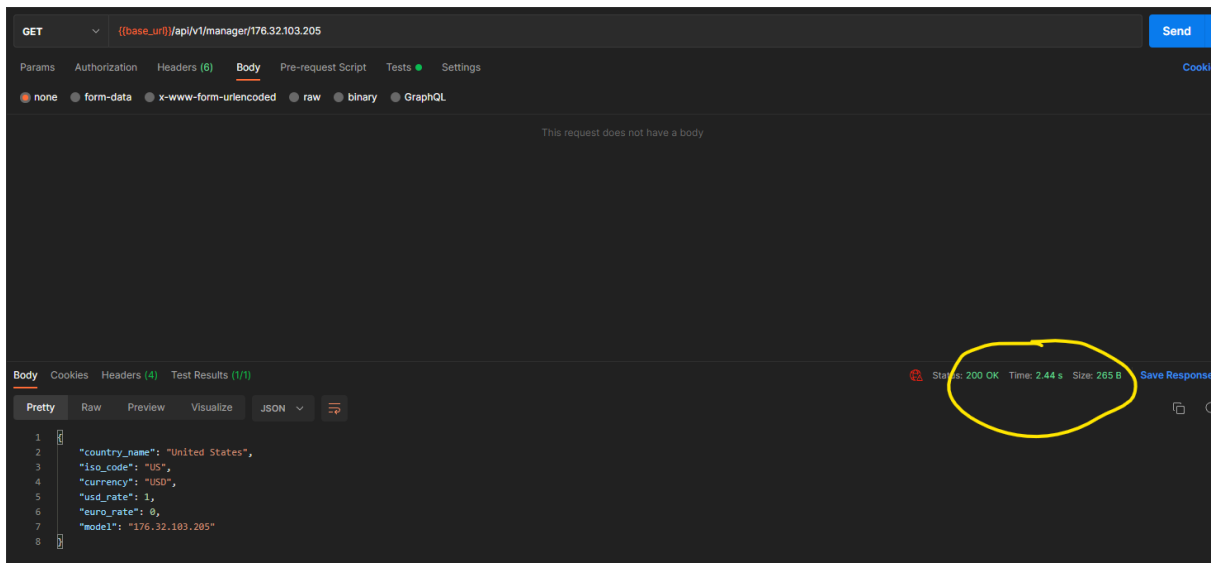 GET {{base_url}}/api/v1/manager/176.32.103.205 Send
Params Authorization Headers (6) Body Pre-request Script Tests Settings Cooki
none form-data x-www-form-urlencoded raw binary GraphQL
This request does not have a body
Body Cookies Headers (4) Test Results (1/1) Status: 200 OK Time: 2.44 s Size: 265 B Save Response
Pretty Raw Preview Visualize JSON
1 {
2 "country_name": "United States",
3 "iso_code": "US",
4 "currency": "USD",
5 "usd_rate": 1,
6 "euro_rate": 0,
7 "model": "176.32.103.205"
8 }